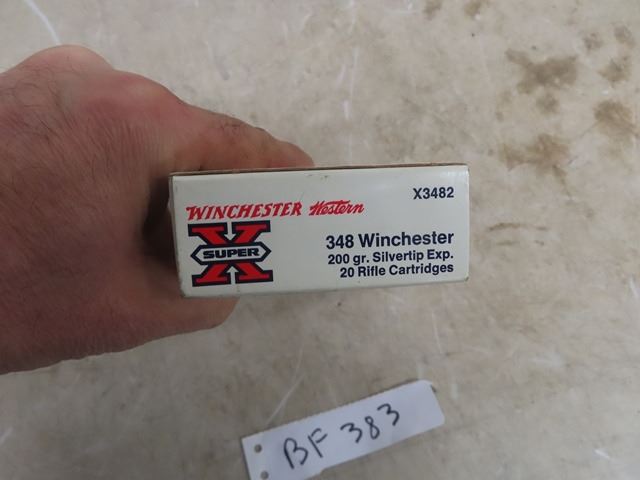 WINCHESTER Western
X3482
X
SUPER
348 Winchester
200 gr. Silvertip Exp.
20 Rifle Cartridges
BF 383